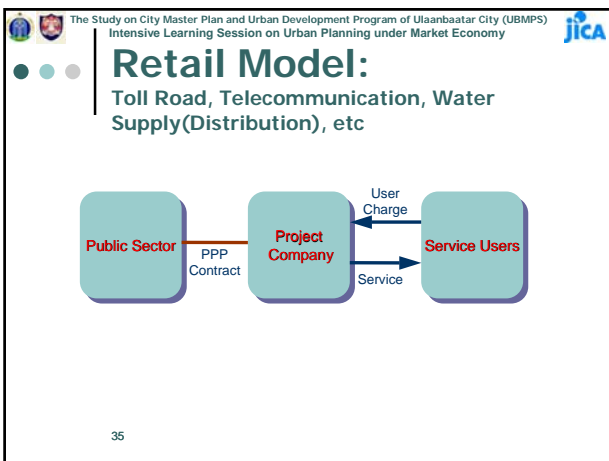 The Study on City Master Plan and Urban Development Program of Ulaanbaatar City (UBMPS)
Intensive Learning Session on Urban Planning under Market Economy
jICA
Retail Model:
Toll Road, Telecommunication, Water
Supply(Distribution), etc
Public Sector
PPP
Contract
Project
Company
User
Charge
Service
Service Users
35